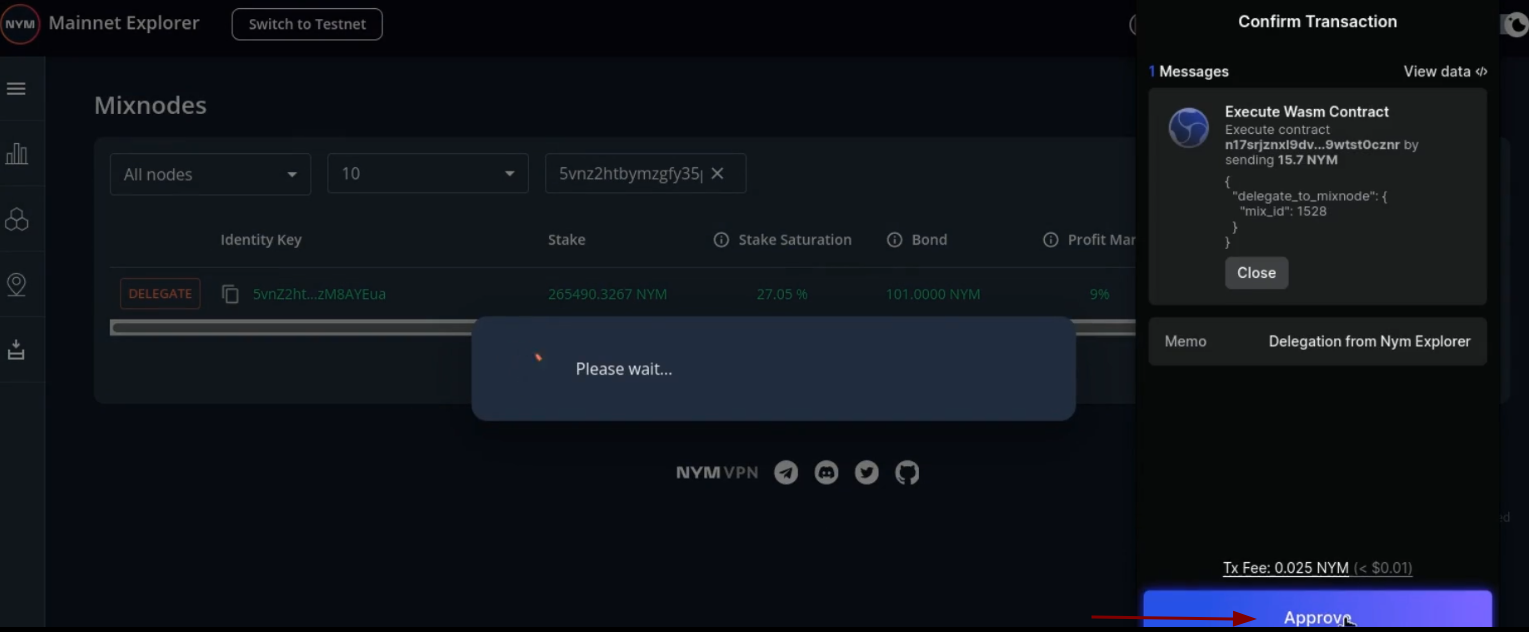 NYM Mainnet Explorer Switch to Testnet
Confirm Transaction
1 Messages View data </>
Execute Wasm Contract
Execute contract
n17srjznxl9dv...9wtst0cznr by
sending 15.7 NYM
{
"delegate_to_mixnode": {
"mix_id": 1528
}
}
Close
Memo Delegation from Nym Explorer
Tx Fee: 0.025 NYM (< $0.01)
Approve
Mixnodes
All nodes 10 5vnz2htbymzgfy35
Identity Key Stake Stake Saturation Bond Profit Mar
DELEGATE 5vnZ2ht...zM8AYEua 265490.3267 NYM 27.05 % 101.0000 NYM 9%
Please wait...
NYMVPN